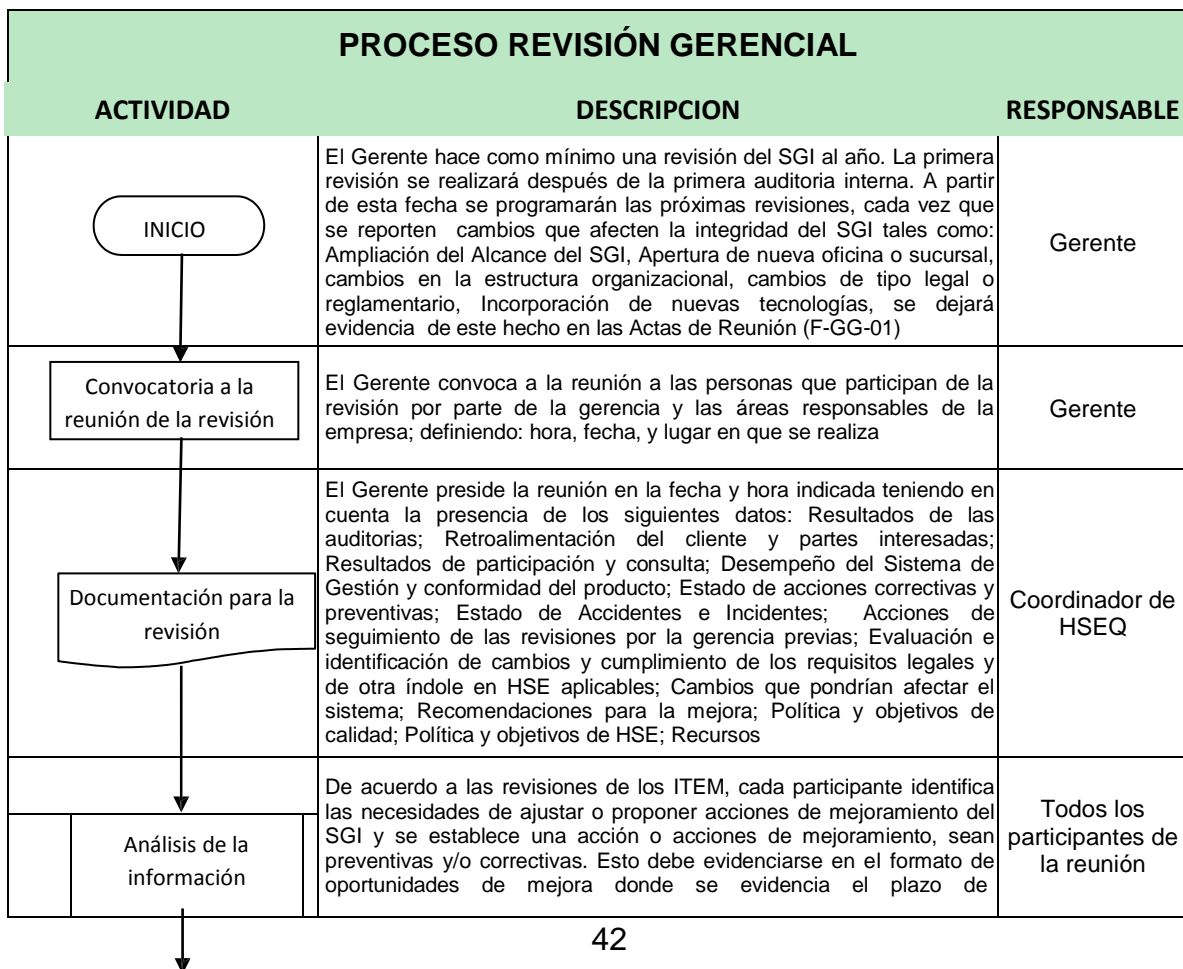 PROCESO REVISIÓN GERENCIAL
ACTIVIDAD
DESCRIPCION
RESPONSABLE
INICIO
El Gerente hace como mínimo una revisión del SGI al año. La primera
revisión se realizará después de la primera auditoria interna. A partir
de esta fecha se programarán las próximas revisiones, cada vez que
se reporten cambios que afecten la integridad del SGI tales como:
Ampliación del Alcance del SGI, Apertura de nueva oficina o sucursal,
cambios en la estructura organizacional, cambios de tipo legal o
reglamentario, Incorporación de nuevas tecnologías, se dejará
evidencia de este hecho en las Actas de Reunión (F-GG-01)
Gerente
Convocatoria a la
reunión de la revisión
El Gerente convoca a la reunión a las personas que participan de la
revisión por parte de la gerencia y las áreas responsables de la
empresa; definiendo: hora, fecha, y lugar en que se realiza
Gerente
Documentación para la
revisión
El Gerente preside la reunión en la fecha y hora indicada teniendo en
cuenta la presencia de los siguientes datos: Resultados de las
auditorias; Retroalimentación del cliente y partes interesadas;
Resultados de participación y consulta; Desempeño del Sistema de
Gestión y conformidad del producto; Estado de acciones correctivas y
preventivas; Estado de Accidentes e Incidentes; Acciones de
seguimiento de las revisiones por la gerencia previas; Evaluación e
identificación de cambios y cumplimiento de los requisitos legales y
de otra índole en HSE aplicables; Cambios que pondrían afectar el
sistema; Recomendaciones para la mejora; Política y objetivos de
calidad; Política y objetivos de HSE; Recursos
Coordinador de
HSEQ
Análisis de la
información
De acuerdo a las revisiones de los ITEM, cada participante identifica
las necesidades de ajustar o proponer acciones de mejoramiento del
SGI y se establece una acción o acciones de mejoramiento, sean
preventivas y/o correctivas. Esto debe evidenciarse en el formato de
oportunidades de mejora donde se evidencia el plazo de
Todos los
participantes de
la reunión
42